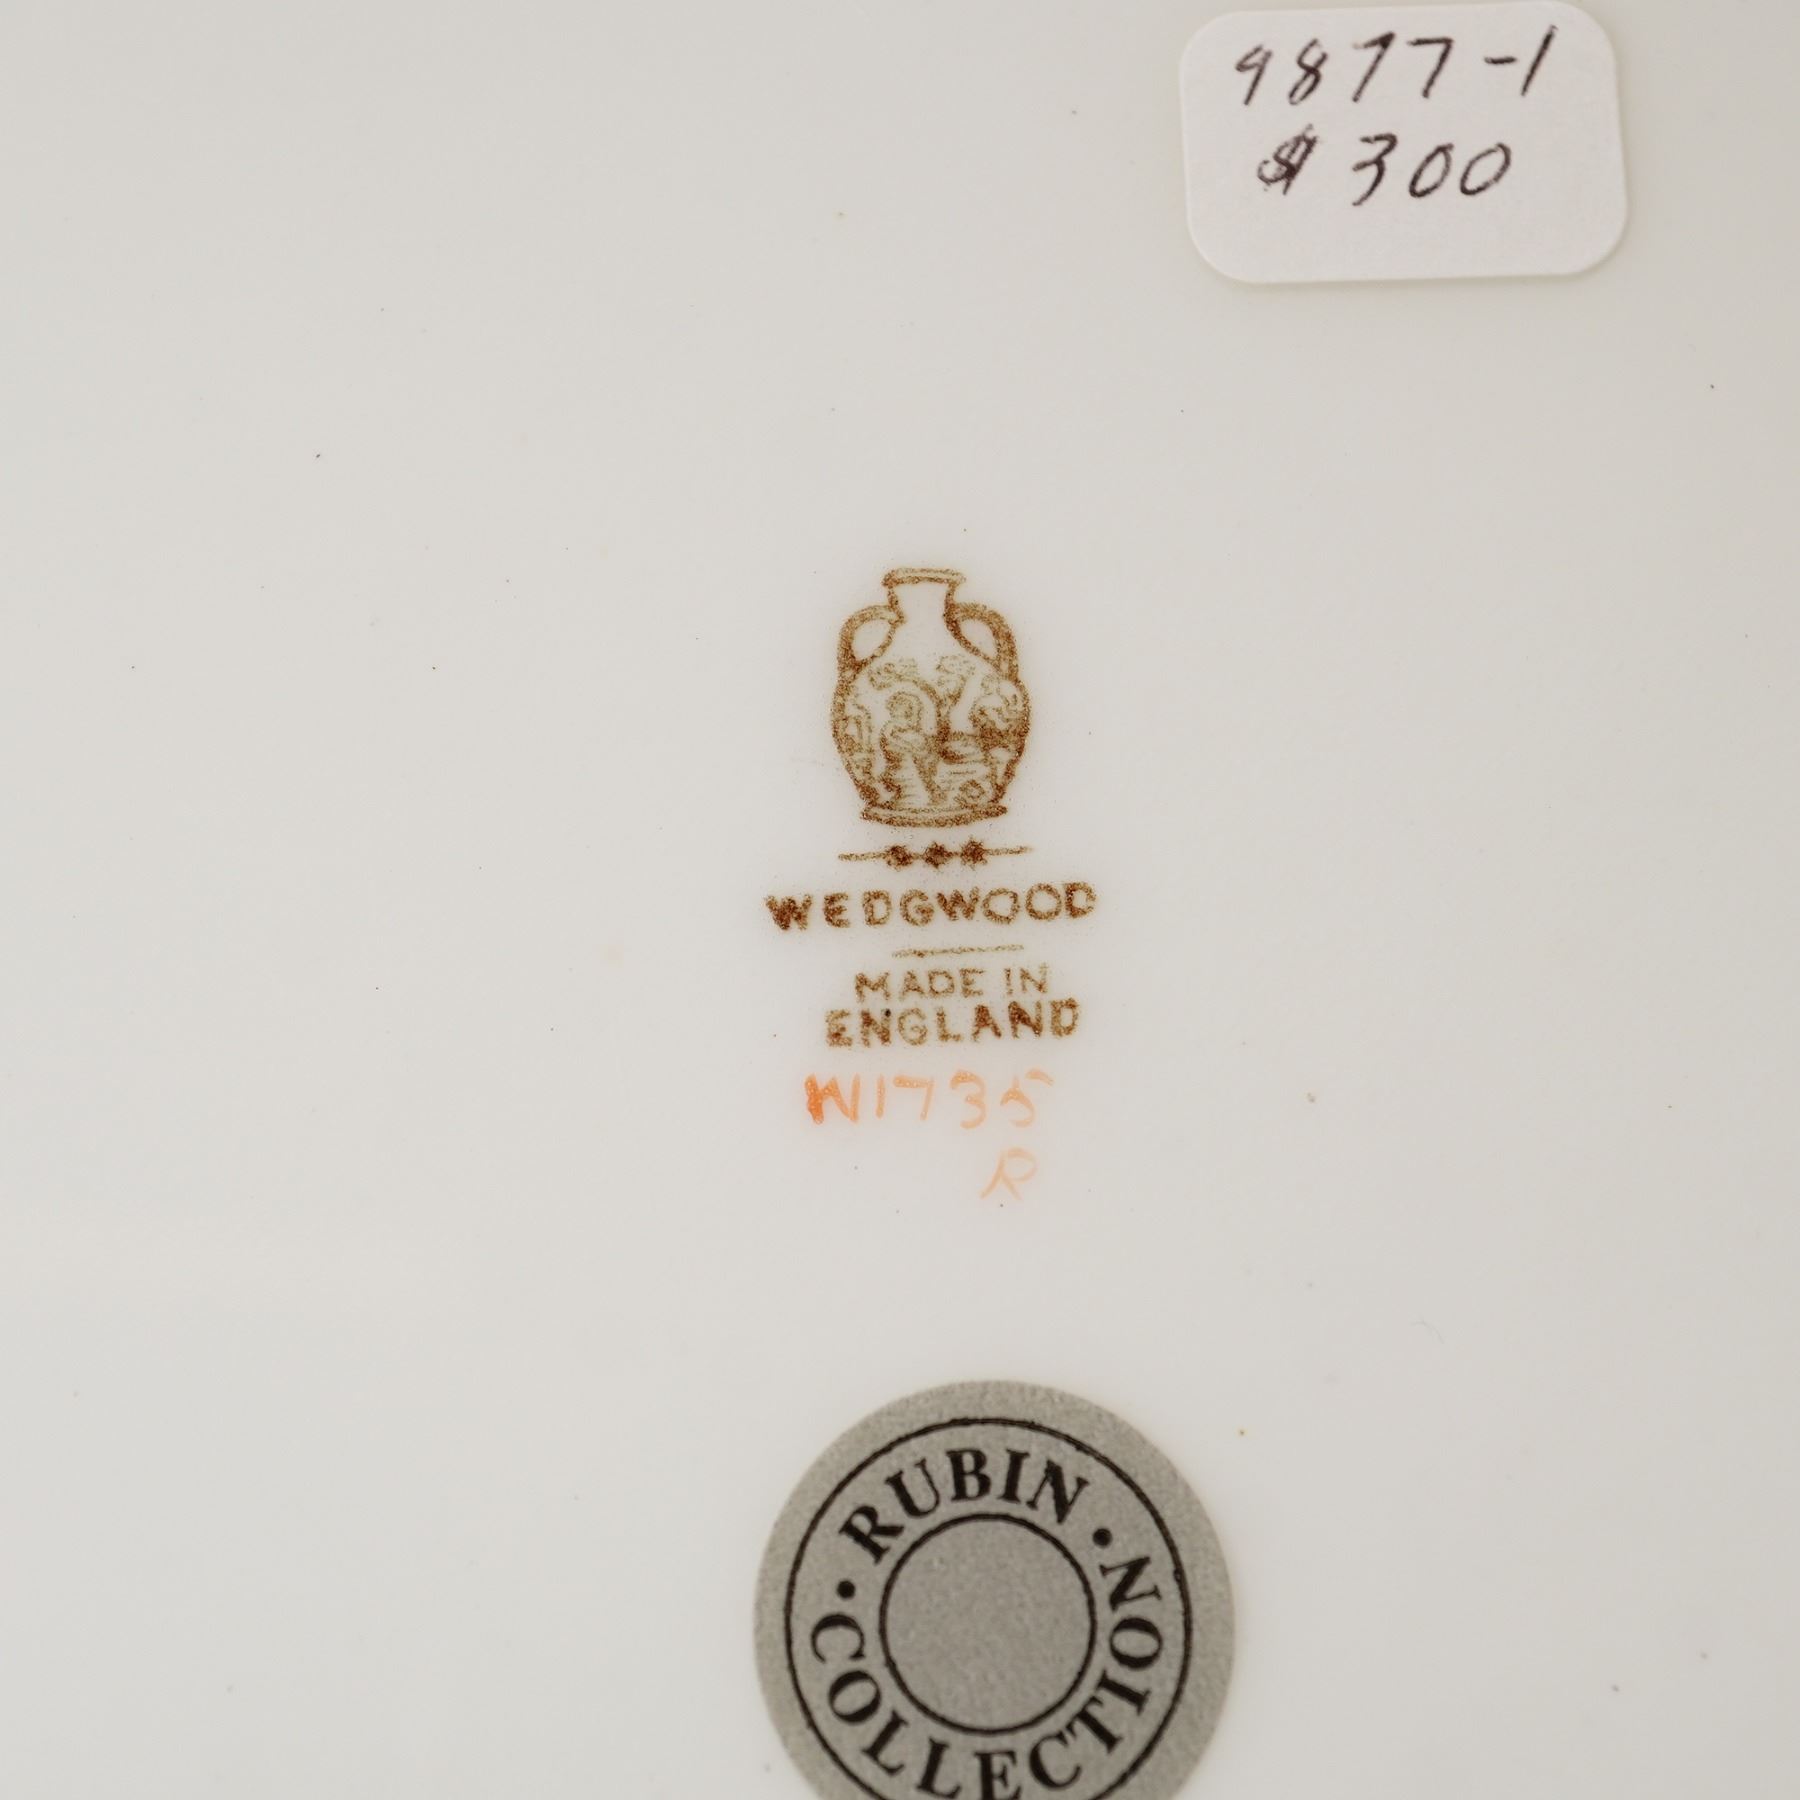 9877-1
$300
WEDGWOOD
MADE IN
ENGLAND
W1735
R
• RUBIN •
COLLECTION